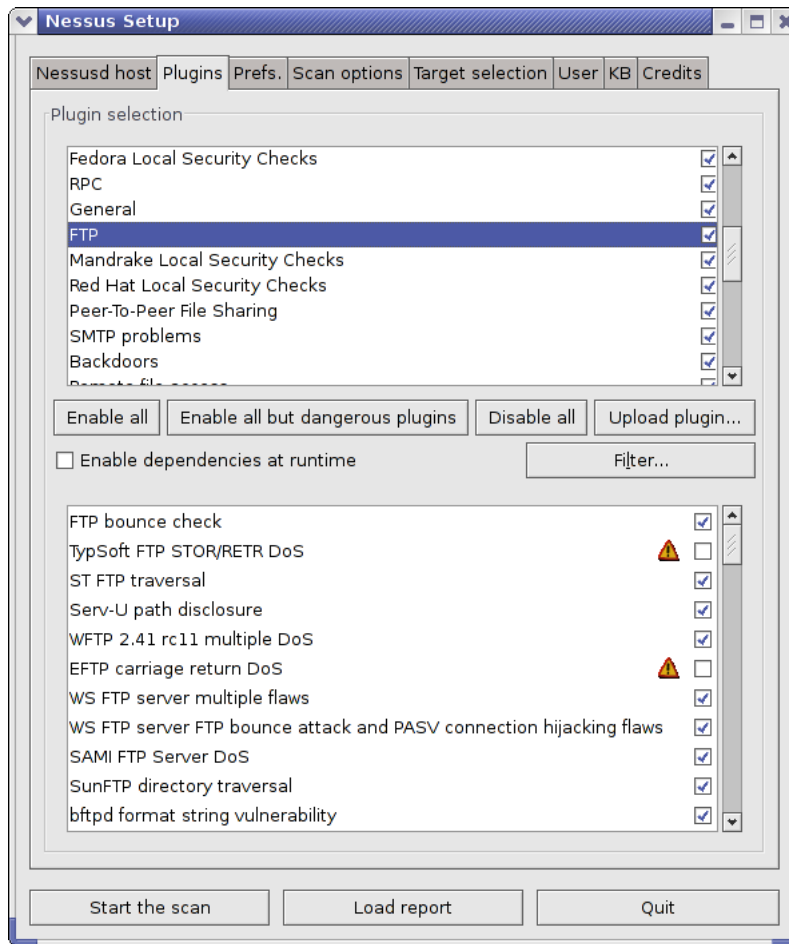 Nessus Setup
Nessusd host Plugins Prefs. Scan options Target selection User KB Credits
Plugin selection
Fedora Local Security Checks
RPC
General
FTP
Mandrake Local Security Checks
Red Hat Local Security Checks
Peer-To-Peer File Sharing
SMTP problems
Backdoors
Remote file access
Enable all Enable all but dangerous plugins Disable all Upload plugin...
Enable dependencies at runtime Filter...
FTP bounce check
TypSoft FTP STOR/RETR DoS
ST FTP traversal
Serv-U path disclosure
WFTP 2.41 rc11 multiple DoS
EFTP carriage return DoS
WS FTP server multiple flaws
WS FTP server FTP bounce attack and PASV connection hijacking flaws
SAMI FTP Server DoS
SunFTP directory traversal
bftpd format string vulnerability
Start the scan Load report Quit